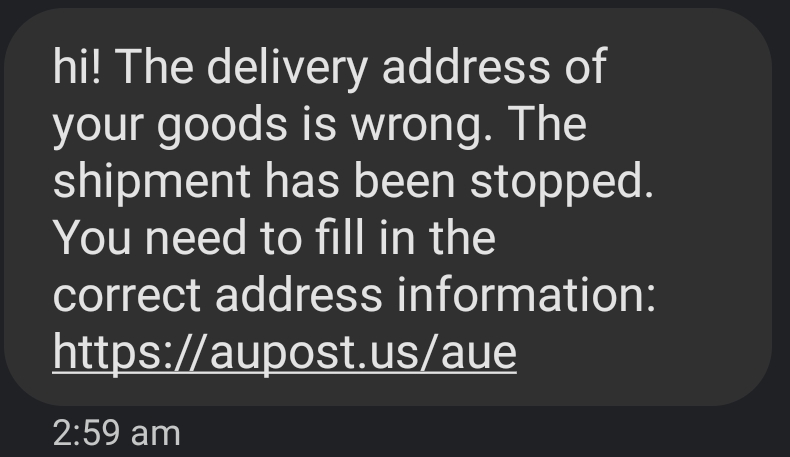 hi! The delivery address of
your goods is wrong. The
shipment has been stopped.
You need to fill in the
correct address information:
https://aupost.us/aue
2:59 am